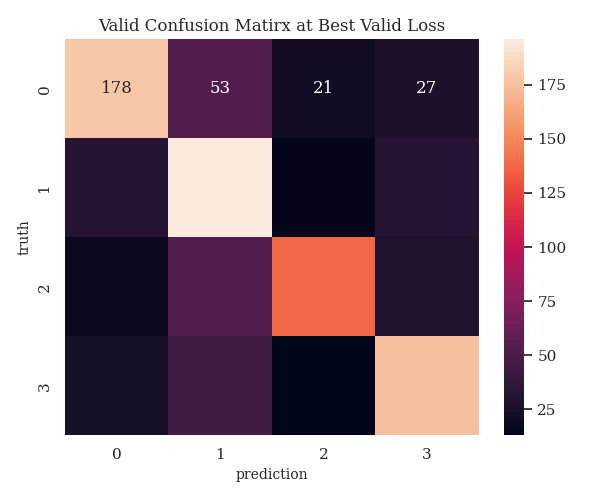 Valid Confusion Matirx at Best Valid Loss
0
178 53 21 27
175
150
1
125
truth
100
2
75
50
3
25
0 1 2 3
prediction